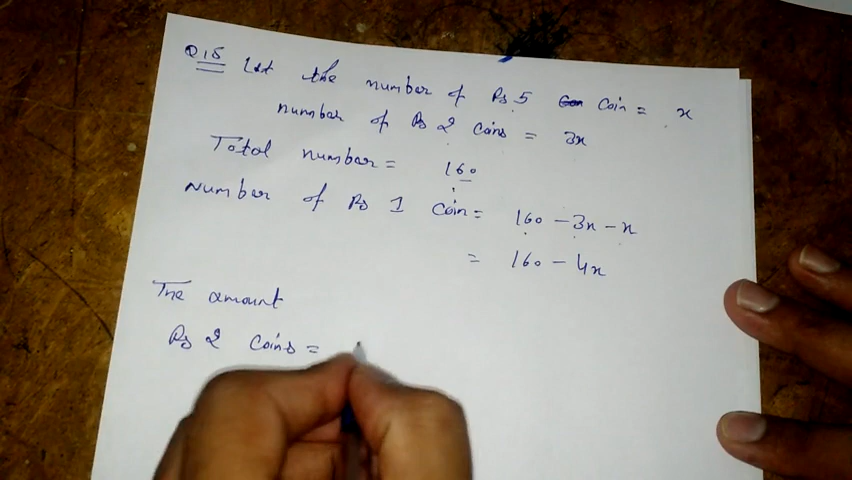 Q 15 Let the number of Rs 5 coin = x
number of Rs 2 coins = 3x
Total number = 160
Number of Rs 1 coin = 160 - 3x - x
= 160 - 4x
The amount
Rs 2 coins =